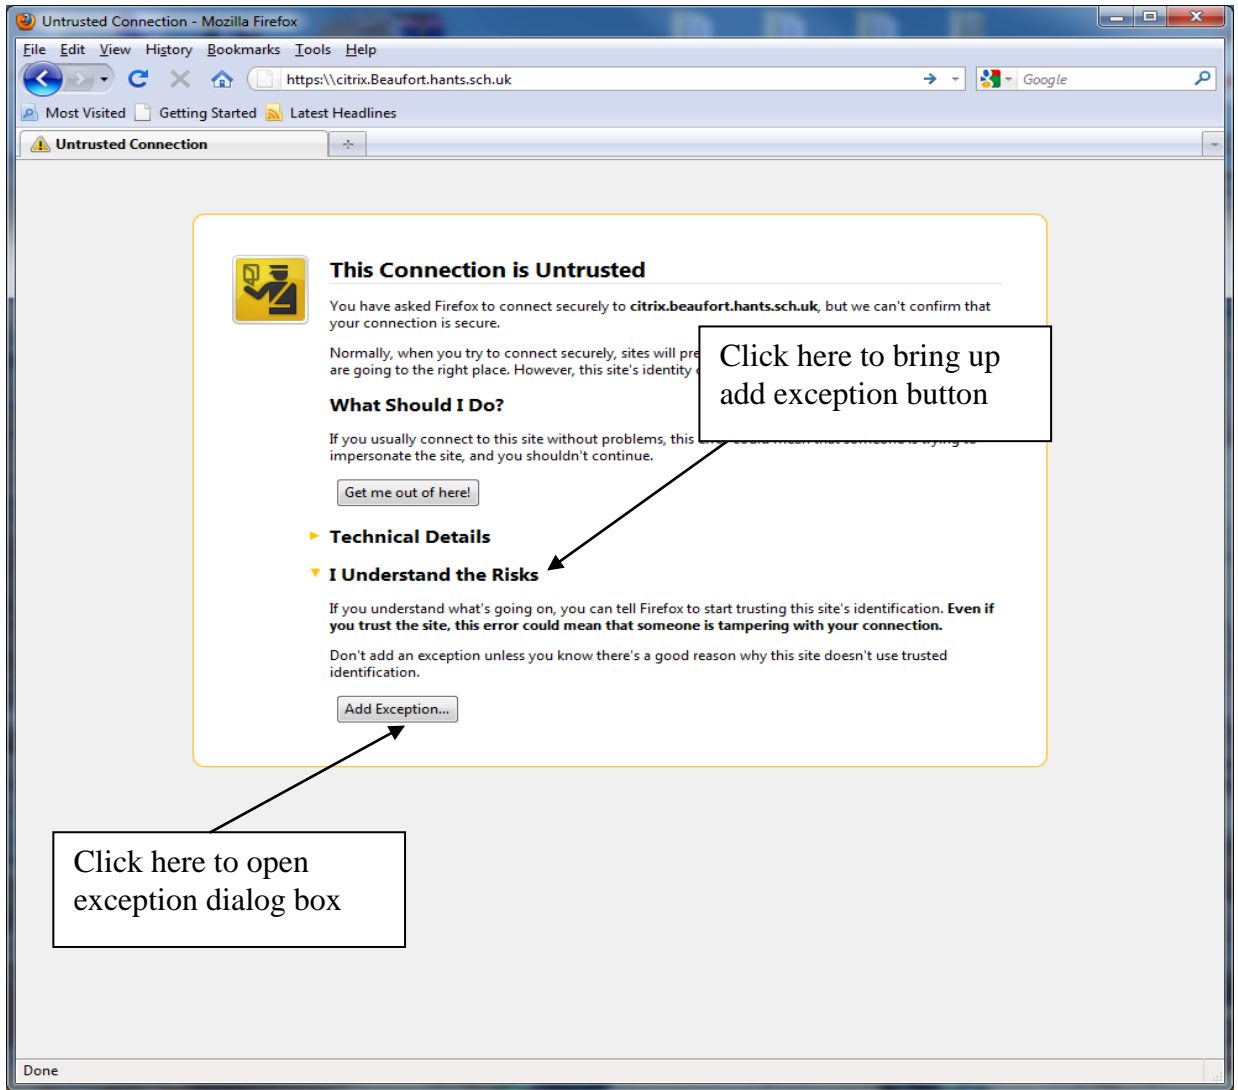 Untrusted Connection - Mozilla Firefox
File Edit View History Bookmarks Tools Help
https:\\citrix.Beaufort.hants.sch.uk
Google
Most Visited Getting Started Latest Headlines
Untrusted Connection
This Connection is Untrusted
You have asked Firefox to connect securely to citrix.beaufort.hants.sch.uk, but we can't confirm that
your connection is secure.
Normally, when you try to connect securely, sites will
are going to the right place. However, this site's identity
Click here to bring up
add exception button
What Should I Do?
If you usually connect to this site without problems, this
impersonate the site, and you shouldn't continue.
Get me out of here!
Technical Details
I Understand the Risks
If you understand what's going on, you can tell Firefox to start trusting this site's identification. Even if
you trust the site, this error could mean that someone is tampering with your connection.
Don't add an exception unless you know there's a good reason why this site doesn't use trusted
identification.
Add Exception...
Click here to open
exception dialog box
Done